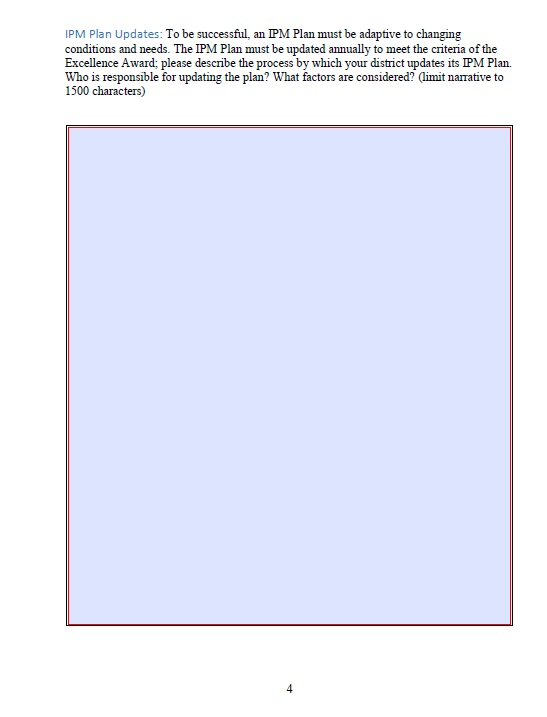 IPM Plan Updates: To be successful, an IPM Plan must be adaptive to changing
conditions and needs. The IPM Plan must be updated annually to meet the criteria of the
Excellence Award; please describe the process by which your district updates its IPM Plan.
Who is responsible for updating the plan? What factors are considered? (limit narrative to
1500 characters)
4